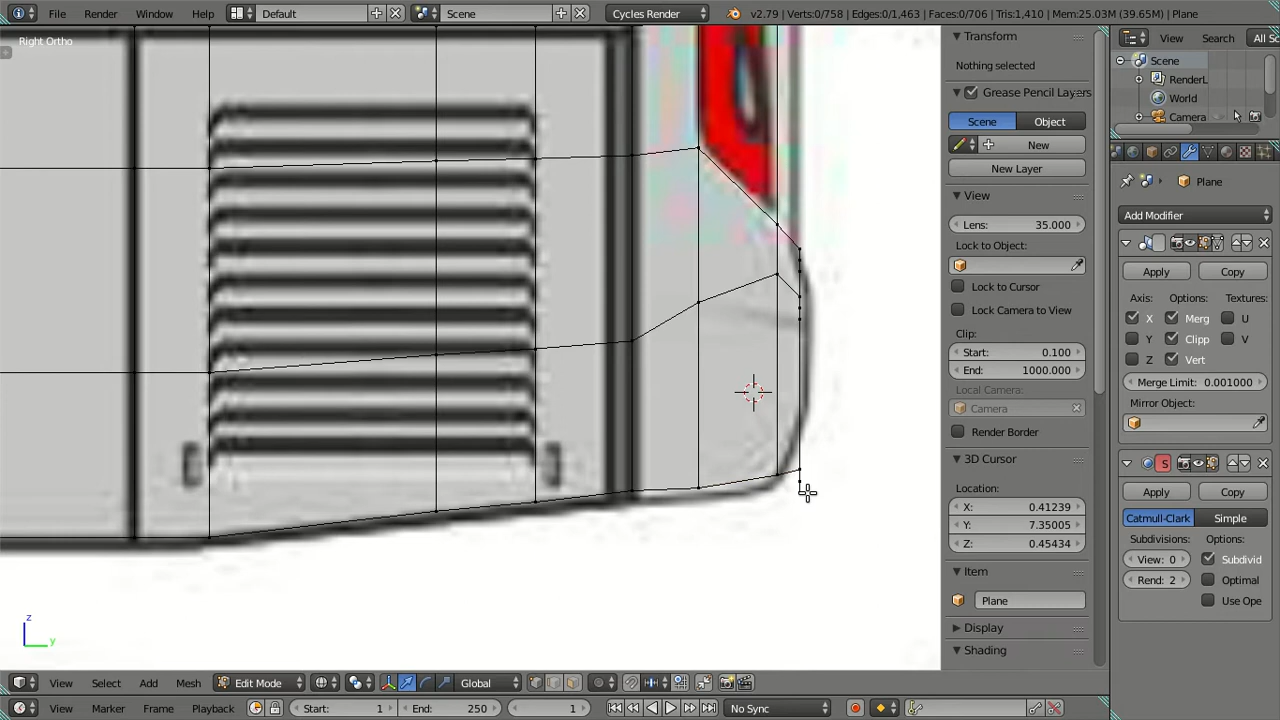 File Render Window Help Default Scene Cycles Render v2.79 | Verts:0/758 | Edges:0/1,463 | Faces:0/706 | Tris:1,410 | Mem:25.03M (39.65M) | Plane
Right Ortho
Transform
Nothing selected
Grease Pencil Layers
Scene Object
New
New Layer
View
Lens: 35.000
Lock to Object:
Lock to Cursor
Lock Camera to View
Clip:
Start: 0.100
End: 1000.000
Local Camera:
Camera
Render Border
3D Cursor
Location:
X: 0.41239
Y: 7.35005
Z: 0.45434
Item
Plane
Display
Shading
View Search All Sc
Scene
RenderL
World
Camera
Plane
Add Modifier
Apply Copy
Axis: Options: Textures:
X Merg U
Y Clipp V
Z Vert
Merge Limit: 0.001000
Mirror Object:
S
Apply Copy
Catmull-Clark Simple
Subdivisions: Options:
View: 0 Subdivid
Rend: 2 Optimal
Use Ope
z
y
View Select Add Mesh Edit Mode Global
View Marker Frame Playback Start: 1 End: 250 1 No Sync